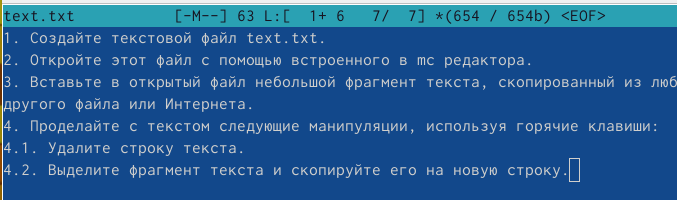 text.txt [-M--] 63 L:[ 1+ 6 7/ 7] *(654 / 654b) <EOF>
1. Создайте текстовой файл text.txt.
2. Откройте этот файл с помощью встроенного в mc редактора.
3. Вставьте в открытый файл небольшой фрагмент текста, скопированный из люб
другого файла или Интернета.
4. Проделайте с текстом следующие манипуляции, используя горячие клавиши:
4.1. Удалите строку текста.
4.2. Выделите фрагмент текста и скопируйте его на новую строку.